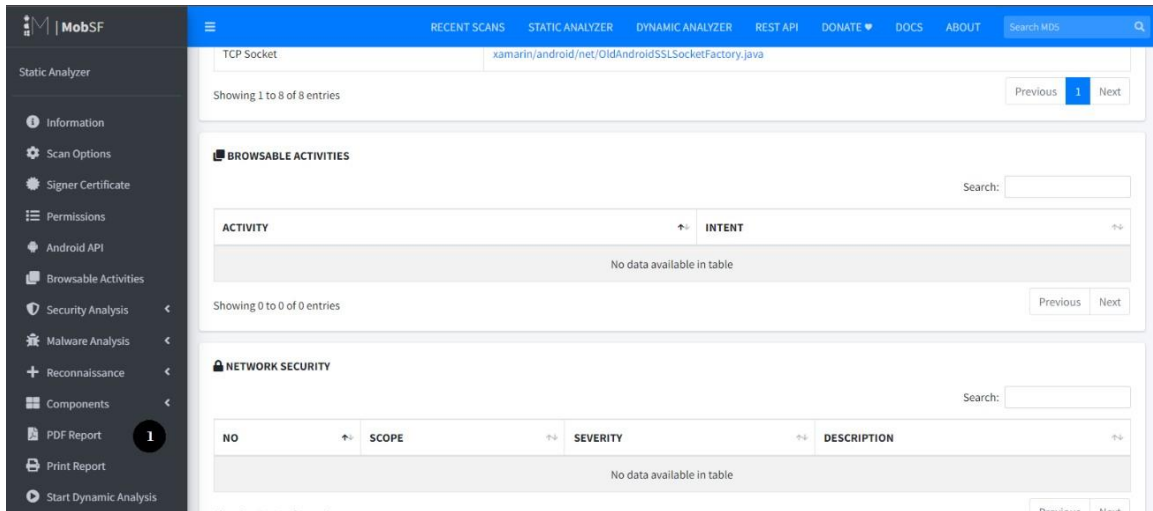 MobSF
RECENT SCANS STATIC ANALYZER DYNAMIC ANALYZER REST API DONATE ♥ DOCS ABOUT Search MD5
Static Analyzer
Information
Scan Options
Signer Certificate
Permissions
Android API
Browsable Activities
Security Analysis
Malware Analysis
Reconnaissance
Components
PDF Report 1
Print Report
Start Dynamic Analysis
TCP Socket xamarin/android/net/OldAndroidSSLSocketFactory.java
Showing 1 to 8 of 8 entries Previous 1 Next
BROWSABLE ACTIVITIES
Search:
ACTIVITY INTENT
No data available in table
Showing 0 to 0 of 0 entries Previous Next
NETWORK SECURITY
Search:
NO SCOPE SEVERITY DESCRIPTION
No data available in table
Previous Next